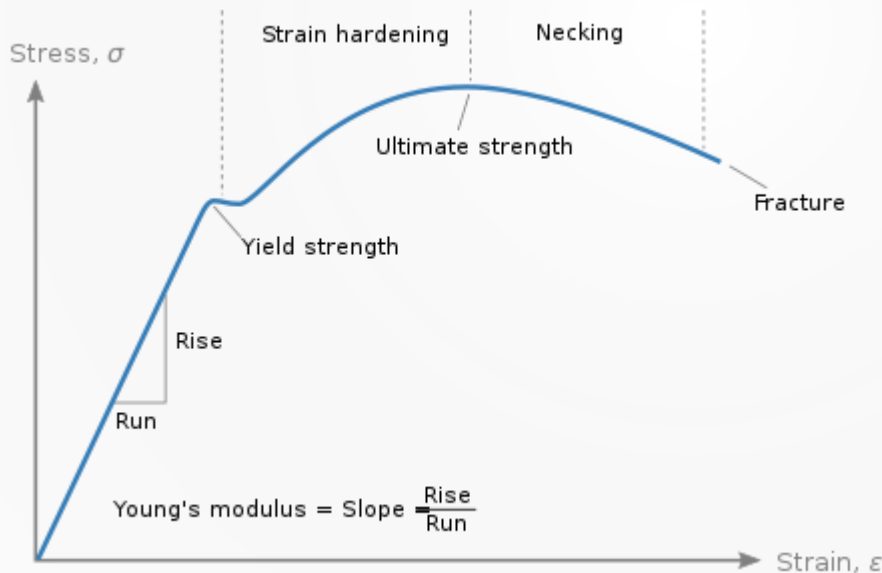 Strain hardening
Necking
Stress, σ
Ultimate strength
Fracture
Yield strength
Rise
Run
Young's modulus = Slope = Rise
Run
Strain, ε